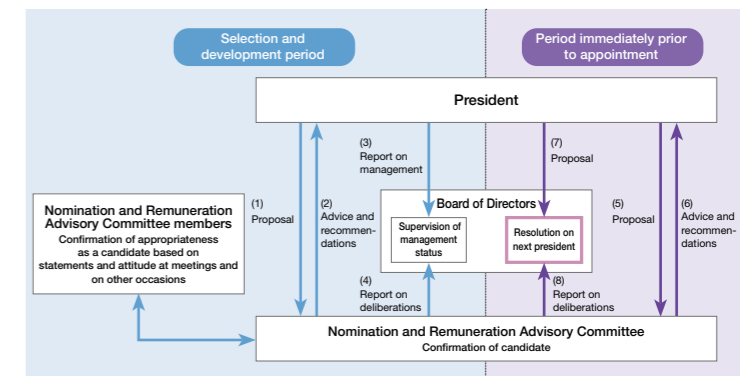 Selection and
development period
Period immediately prior
to appointment
President
(1)
Proposal
(2)
Advice and
recommen-
dations
(3)
Report on
management
(7)
Proposal
(5)
Proposal
(6)
Advice and
recommen-
dations
Nomination and Remuneration
Advisory Committee members
Confirmation of appropriateness
as a candidate based on
statements and attitude at meetings and
on other occasions
Board of Directors
Supervision of
management
status
Resolution on
next president
(4)
Report on
deliberations
(8)
Report on
deliberations
Nomination and Remuneration Advisory Committee
Confirmation of candidate